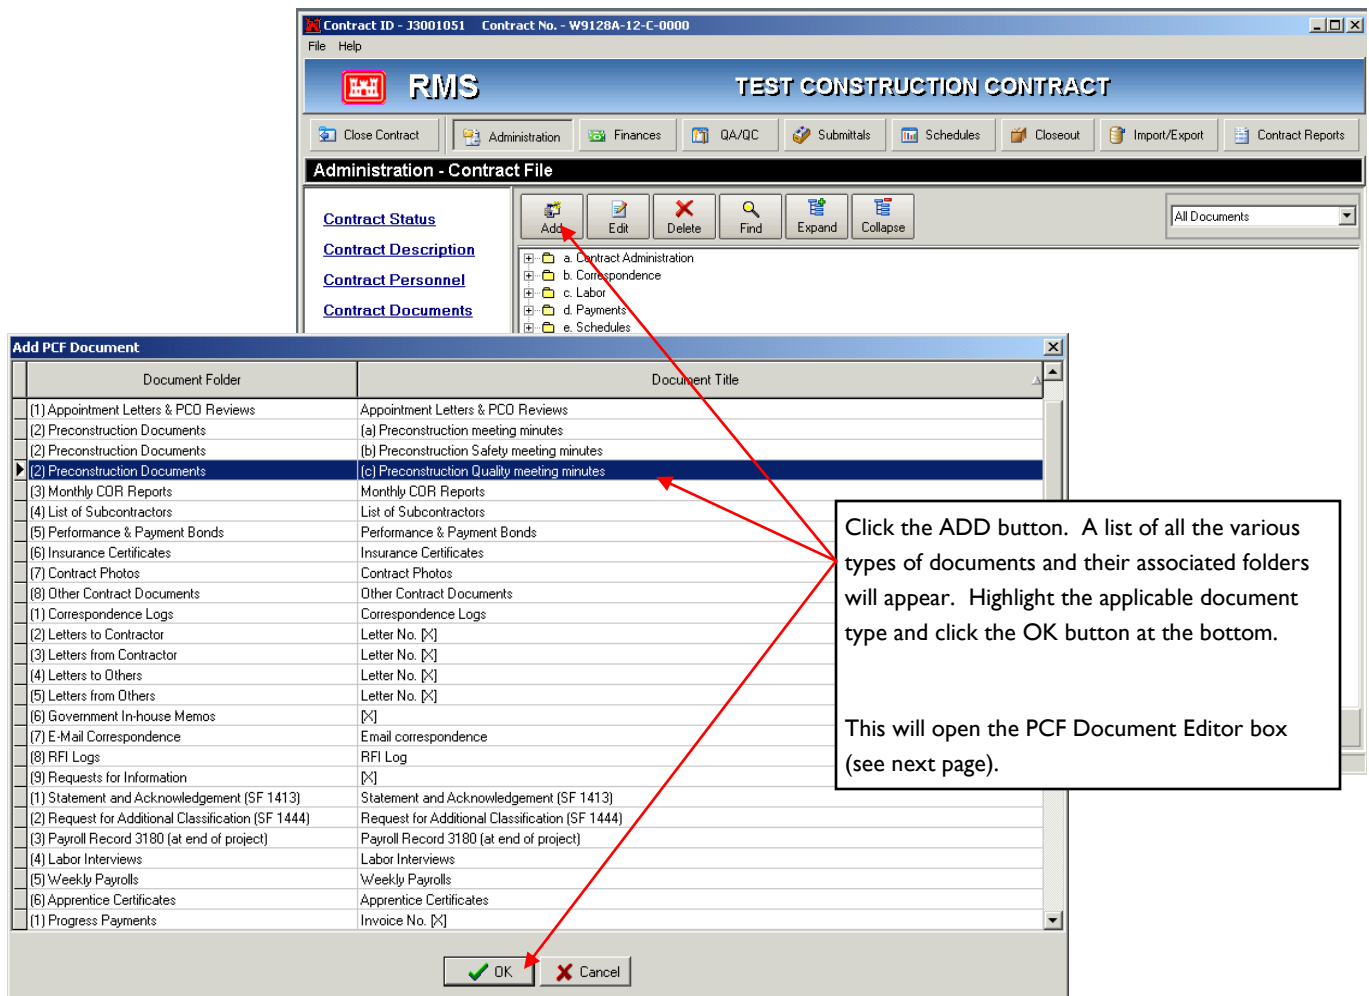 Contract ID - J3001051 Contract No. - W9128A-12-C-0000
File Help
RMS TEST CONSTRUCTION CONTRACT
Close Contract Administration Finances QA/QC Submittals Schedules Closeout Import/Export Contract Reports
Administration - Contract File
Contract Status
Contract Description
Contract Personnel
Contract Documents
Add Edit Delete Find Expand Collapse
All Documents
a. Contract Administration
b. Correspondence
c. Labor
d. Payments
e. Schedules
Add PCF Document
Document Folder Document Title
(1) Appointment Letters & PCO Reviews Appointment Letters & PCO Reviews
(2) Preconstruction Documents (a) Preconstruction meeting minutes
(2) Preconstruction Documents (b) Preconstruction Safety meeting minutes
(2) Preconstruction Documents (c) Preconstruction Quality meeting minutes
(3) Monthly COR Reports Monthly COR Reports
(4) List of Subcontractors List of Subcontractors
(5) Performance & Payment Bonds Performance & Payment Bonds
(6) Insurance Certificates Insurance Certificates
(7) Contract Photos Contract Photos
(8) Other Contract Documents Other Contract Documents
(1) Correspondence Logs Correspondence Logs
(2) Letters to Contractor Letter No. [X]
(3) Letters from Contractor Letter No. [X]
(4) Letters to Others Letter No. [X]
(5) Letters from Others Letter No. [X]
(6) Government In-house Memos [X]
(7) E-Mail Correspondence Email correspondence
(8) RFI Logs RFI Log
(9) Requests for Information [X]
(1) Statement and Acknowledgement (SF 1413) Statement and Acknowledgement (SF 1413)
(2) Request for Additional Classification (SF 1444) Request for Additional Classification (SF 1444)
(3) Payroll Record 3180 (at end of project) Payroll Record 3180 (at end of project)
(4) Labor Interviews Labor Interviews
(5) Weekly Payrolls Weekly Payrolls
(6) Apprentice Certificates Apprentice Certificates
(1) Progress Payments Invoice No. [X]
OK Cancel
Click the ADD button. A list of all the various
types of documents and their associated folders
will appear. Highlight the applicable document
type and click the OK button at the bottom.
This will open the PCF Document Editor box
(see next page).